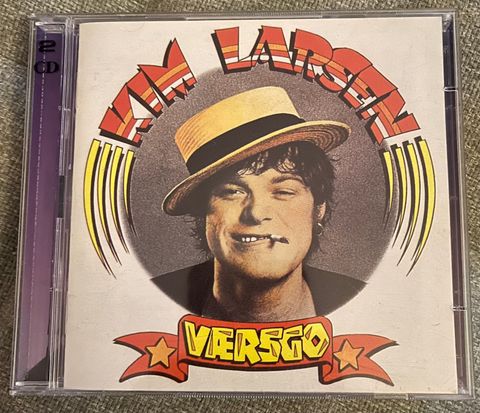 2
CD
KIM LARSEN
VÆRSGO